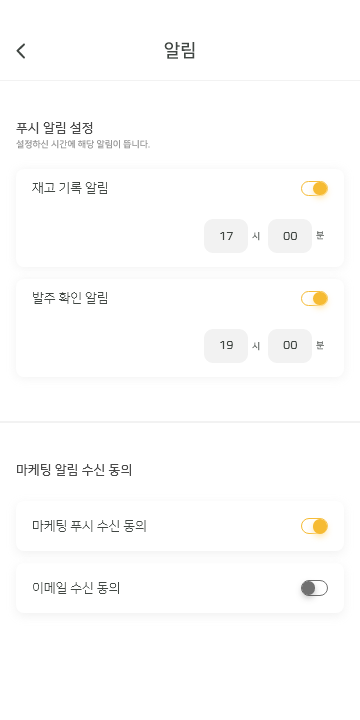 알림
푸시 알림 설정
설정하신 시간에 해당 알림이 뜹니다.
재고 기록 알림
17 시 00 분
발주 확인 알림
19 시 00 분
마케팅 알림 수신 동의
마케팅 푸시 수신 동의
이메일 수신 동의